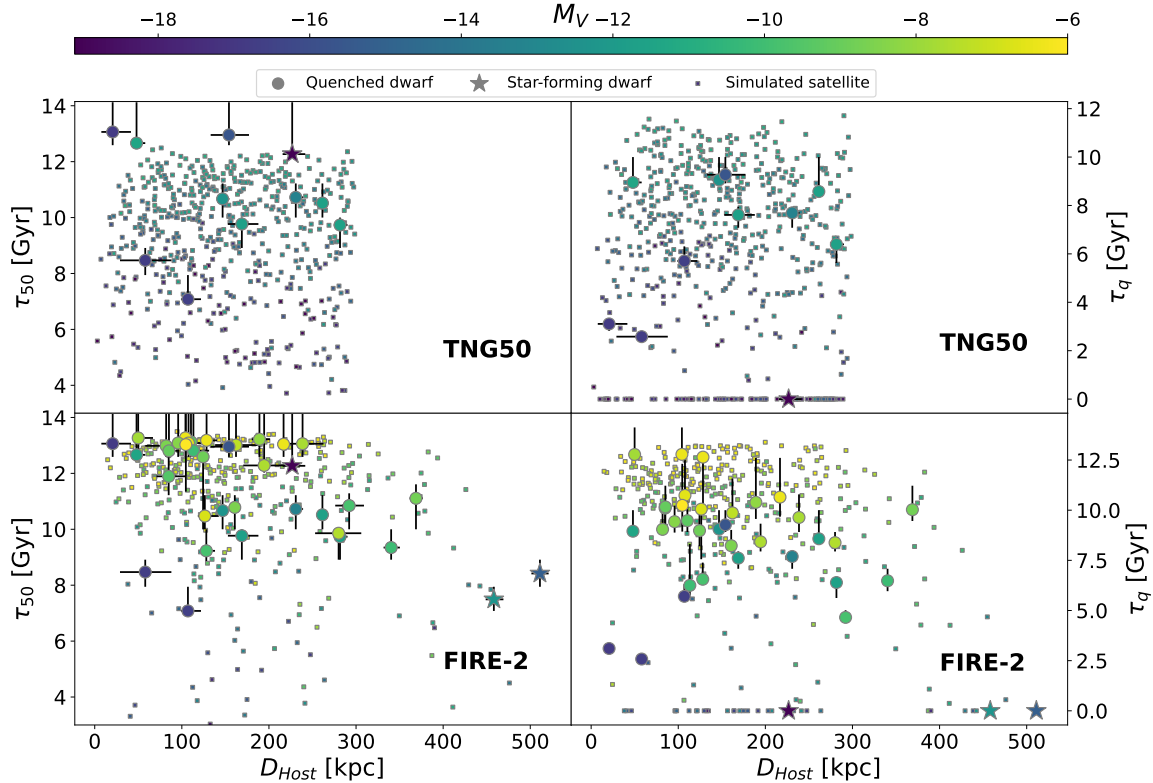 M_V
−18 −16 −14 −12 −10 −8 −6
Quenched dwarf Star-forming dwarf Simulated satellite
τ_50 [Gyr]
14
12
10
8
6
4
TNG50
τ_q [Gyr]
12
10
8
6
4
2
0
TNG50
τ_50 [Gyr]
14
13
12
10
8
6
4
FIRE-2
τ_q [Gyr]
12.5
10.0
7.5
5.0
2.5
0.0
FIRE-2
0 100 200 300 400 500
D_Host [kpc]
0 100 200 300 400 500
D_Host [kpc]